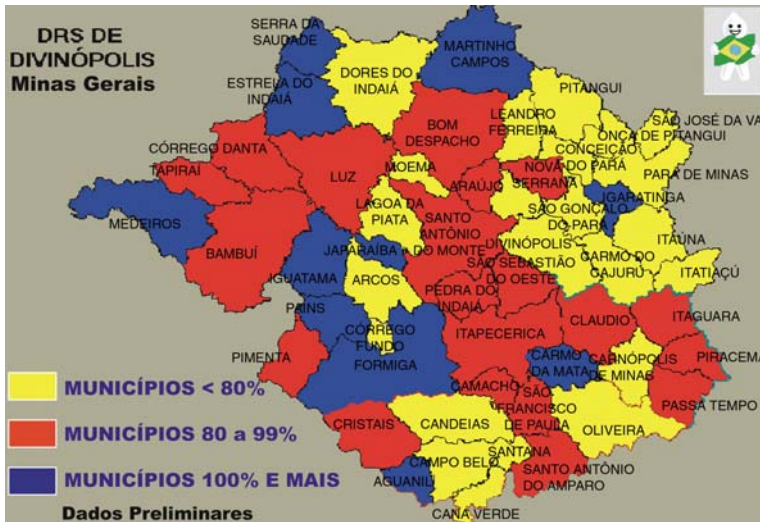 DRS DE
DIVINÓPOLIS
Minas Gerais
SERRA DA
SAUDADE
MARTINHO
CAMPOS
ESTRELA DO
INDAIÁ
DORES DO
INDAIÁ
PITANGUI
BOM
DESPACHO
LEANDRO
FERREIRA
SÃO JOSÉ DA VA
ONÇA DE PITANGUI
CONCEIÇÃO
DO PARÁ
CÓRREGO DANTA
MOEMA
NOVA
SERRANA
PARA DE MINAS
TAPIRAÍ
LUZ
ARAÚJO
IGARATINGA
LAGOA DA
PIATA
MEDEIROS
SANTO
ANTÔNIO
DO MONTE
SÃO GONÇALO
DO PARÁ
ITAÚNA
BAMBUÍ
JAPARAÍBA
DIVINÓPOLIS
CARMO DO
CAJURÚ
IGUATAMA
ARCOS
SÃO SEBASTIÃO
DO OESTE
ITATIAÇÚ
PEDRA DO
INDAIÁ
PAINS
CÓRREGO
FUNDO
ITAPECERICA
CLAUDIO
ITAGUARA
PIMENTA
FORMIGA
CARMO
DA MATA
CARNÓPOLIS
DE MINAS
PIRACEMA
CAMACHO
SÃO
FRANCISCO
DE PAULA
PASSA TEMPO
CRISTAIS
CANDEIAS
OLIVEIRA
CAMPO BELO
SANTANA
AGUANIL
SANTO ANTÔNIO
DO AMPARO
CANA VERDE
MUNICÍPIOS < 80%
MUNICÍPIOS 80 a 99%
MUNICÍPIOS 100% E MAIS
Dados Preliminares